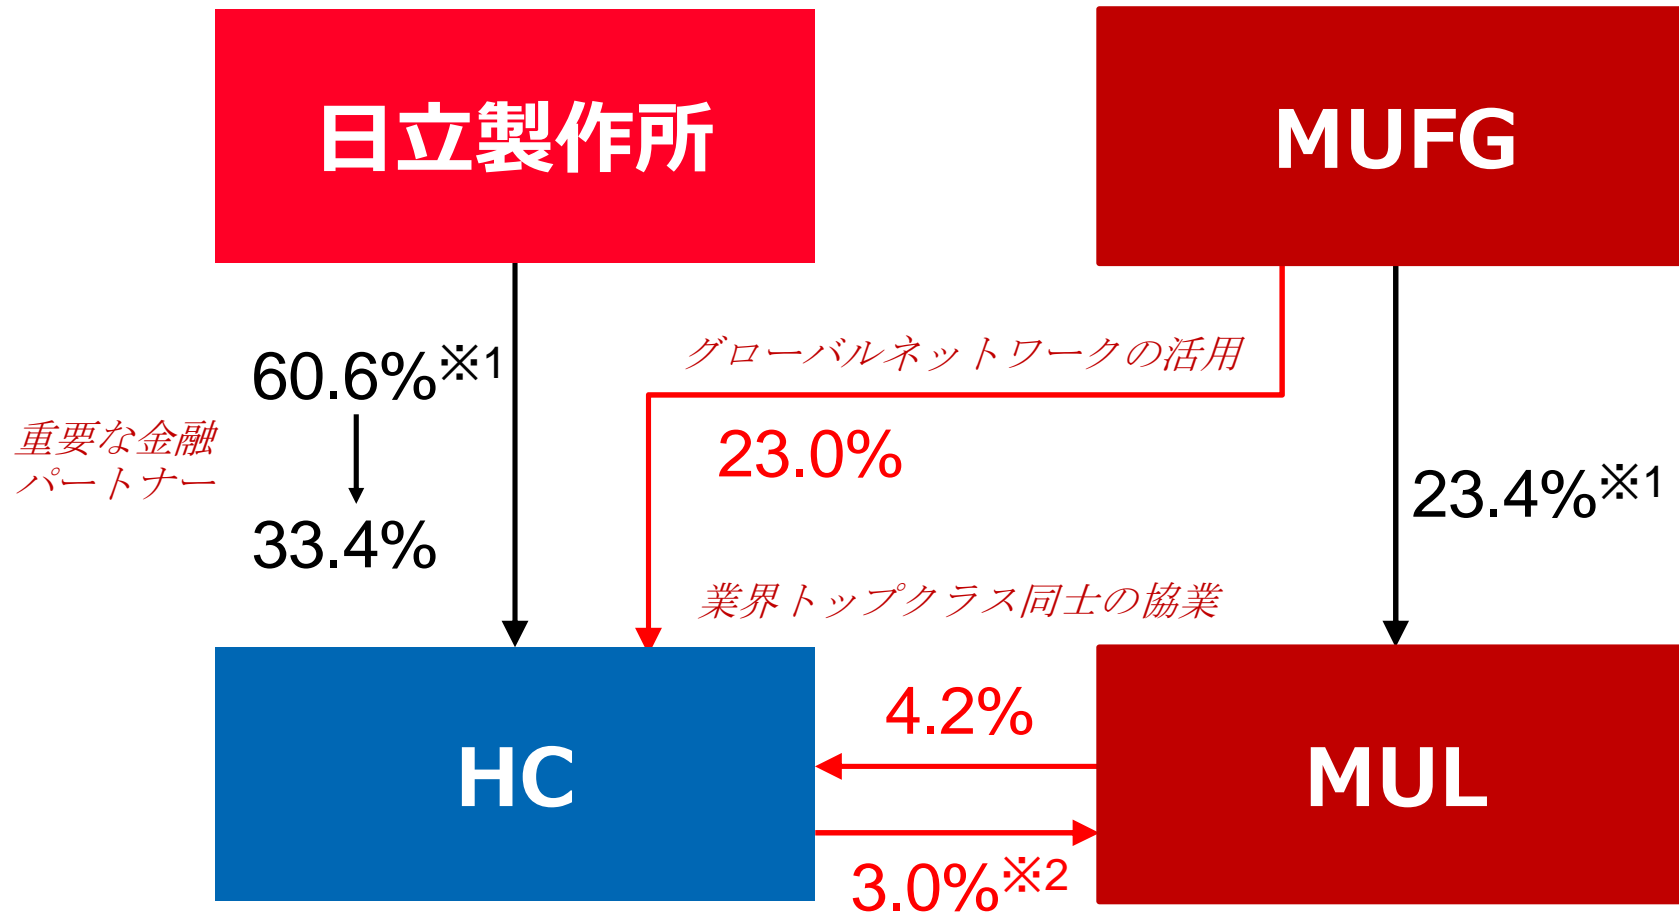 日立製作所
MUFG
60.6%※1
グローバルネットワークの活用
重要な金融
パートナー
23.0%
23.4%※1
33.4%
業界トップクラス同士の協業
4.2%
HC
MUL
3.0%※2